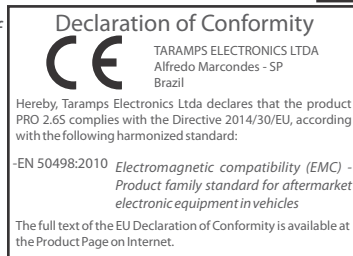 Declaration of Conformity
CE
TARAMPS ELECTRONICS LTDA
Alfredo Marcondes - SP
Brazil
Hereby, Taramps Electronics Ltda declares that the product
PRO 2.6S complies with the Directive 2014/30/EU, according
with the following harmonized standard:
-EN 50498:2010 Electromagnetic compatibility (EMC) -
Product family standard for aftermarket
electronic equipment in vehicles
The full text of the EU Declaration of Conformity is available at
the Product Page on Internet.